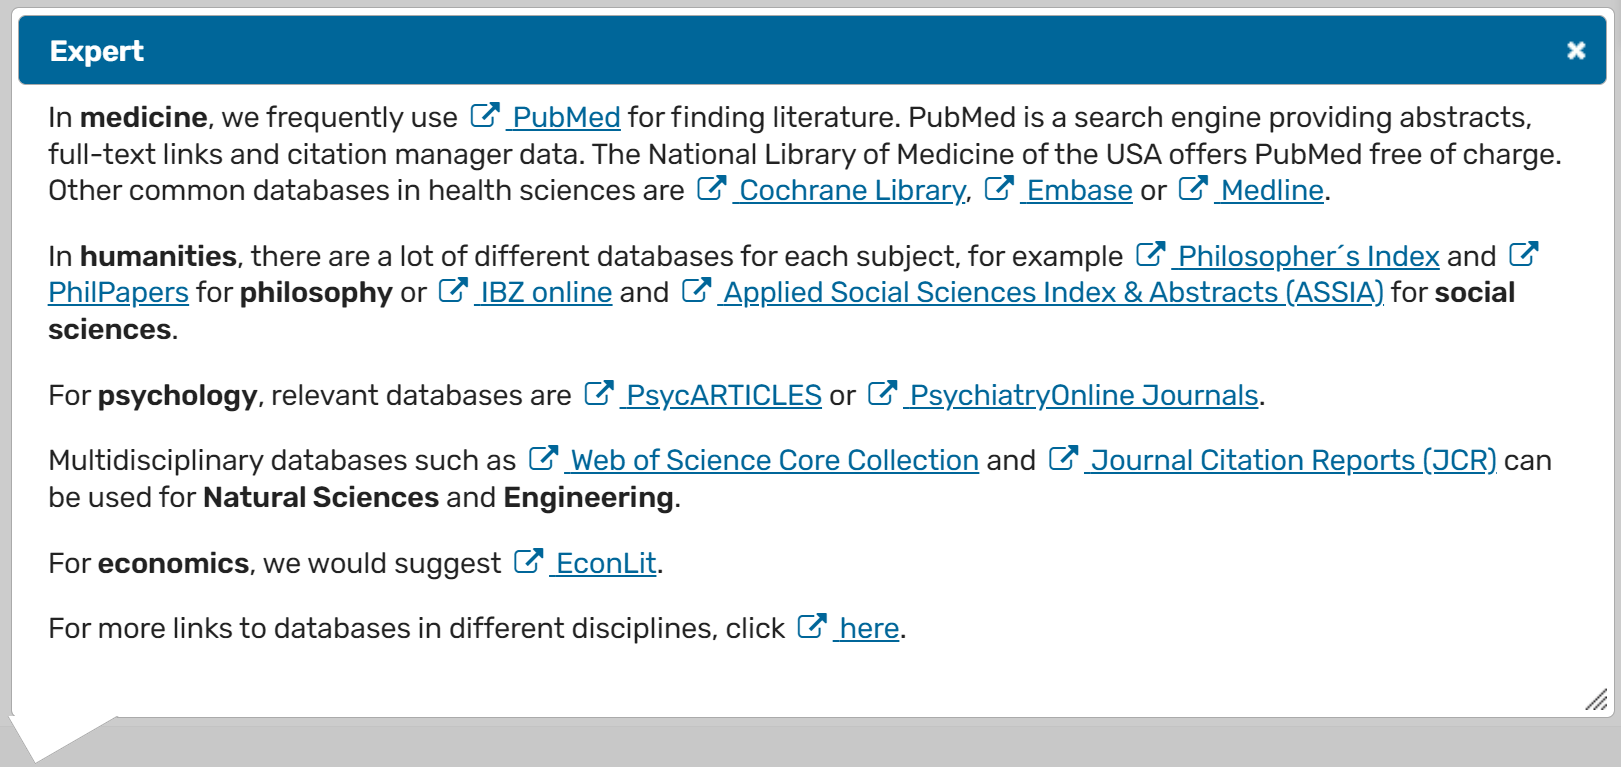 Expert
In medicine, we frequently use PubMed for finding literature. PubMed is a search engine providing abstracts,
full-text links and citation manager data. The National Library of Medicine of the USA offers PubMed free of charge.
Other common databases in health sciences are Cochrane Library, Embase or Medline.
In humanities, there are a lot of different databases for each subject, for example Philosopher´s Index and
PhilPapers for philosophy or IBZ online and Applied Social Sciences Index & Abstracts (ASSIA) for social
sciences.
For psychology, relevant databases are PsycARTICLES or PsychiatryOnline Journals.
Multidisciplinary databases such as Web of Science Core Collection and Journal Citation Reports (JCR) can
be used for Natural Sciences and Engineering.
For economics, we would suggest EconLit.
For more links to databases in different disciplines, click here.